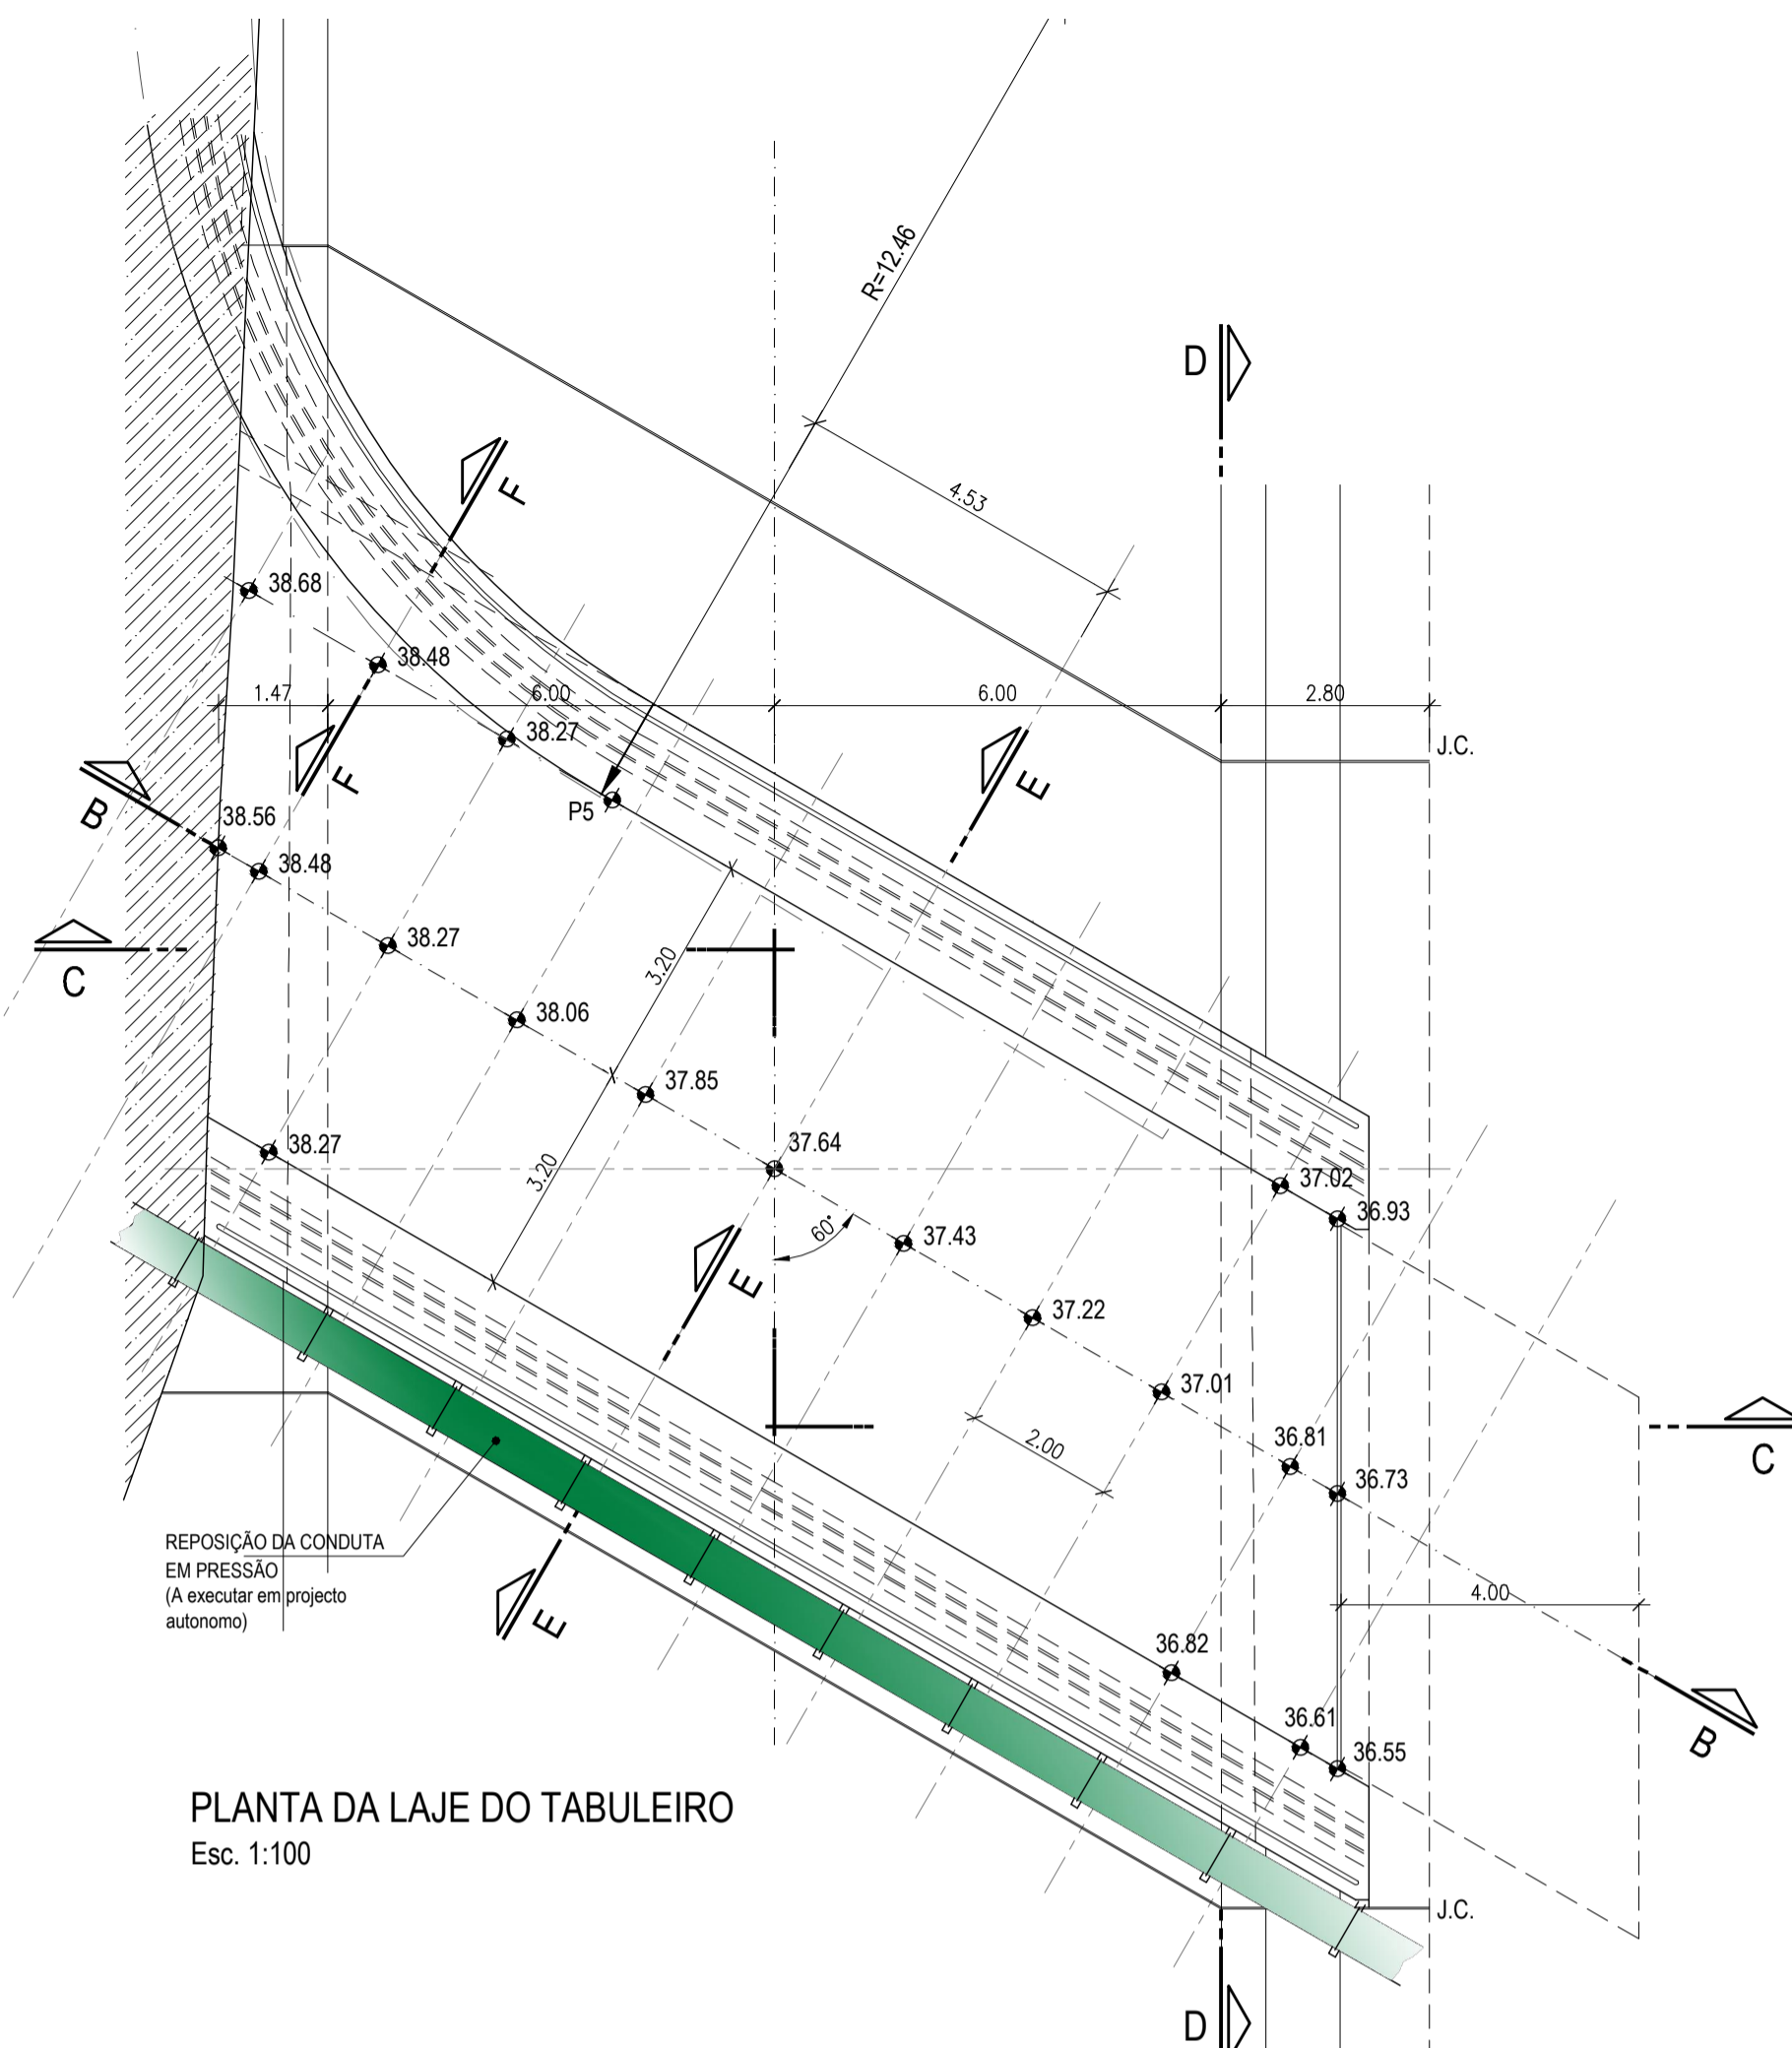 R=12.46
D
4.53
F
38.68
38.48
1.47
6.00
6.00
2.80
38.27
J.C.
F
E
B
P5
38.56
38.48
38.27
3.20
C
38.06
37.85
37.64
38.27
3.20
37.02
36.93
60°
37.43
E
37.22
37.01
2.00
36.81
C
36.73
REPOSIÇÃO DA CONDUTA
EM PRESSÃO
(A executar em projecto
autonomo)
4.00
E
36.82
36.61
36.55
B
PLANTA DA LAJE DO TABULEIRO
Esc. 1:100
J.C.
D